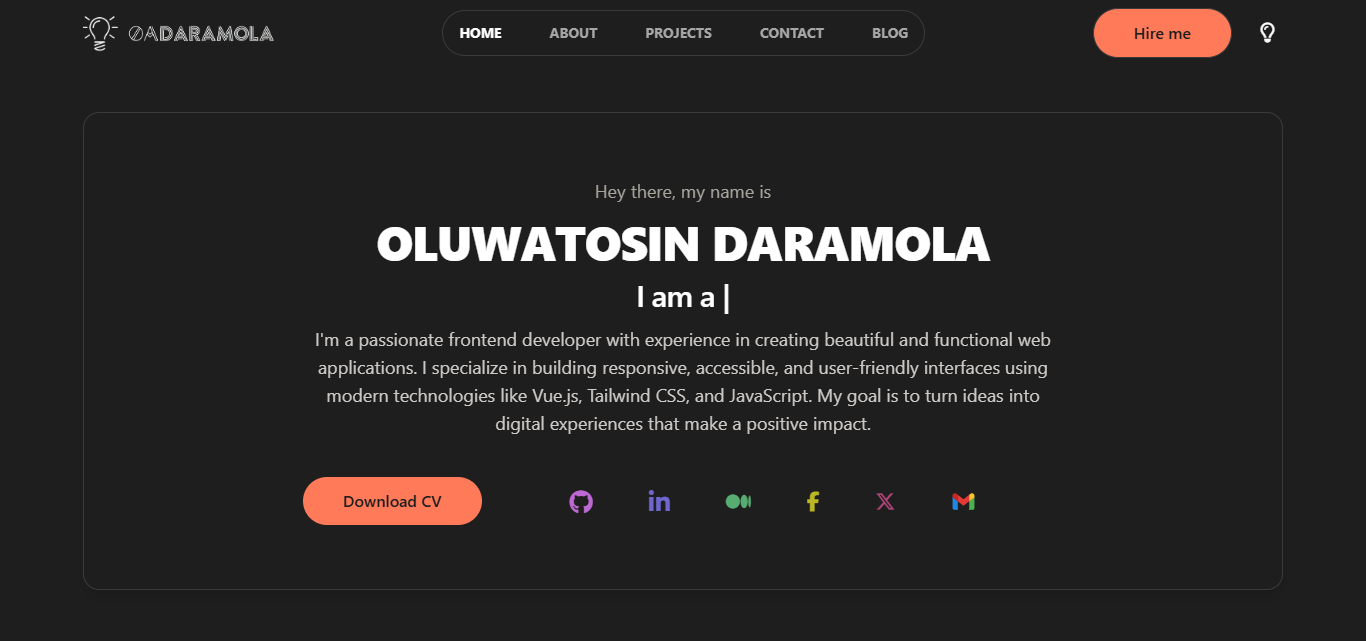 ØADARAMOLA
HOME
ABOUT
PROJECTS
CONTACT
BLOG
Hire me
Hey there, my name is
OLUWATOSIN DARAMOLA
I am a |
I'm a passionate frontend developer with experience in creating beautiful and functional web
applications. I specialize in building responsive, accessible, and user-friendly interfaces using
modern technologies like Vue.js, Tailwind CSS, and JavaScript. My goal is to turn ideas into
digital experiences that make a positive impact.
Download CV